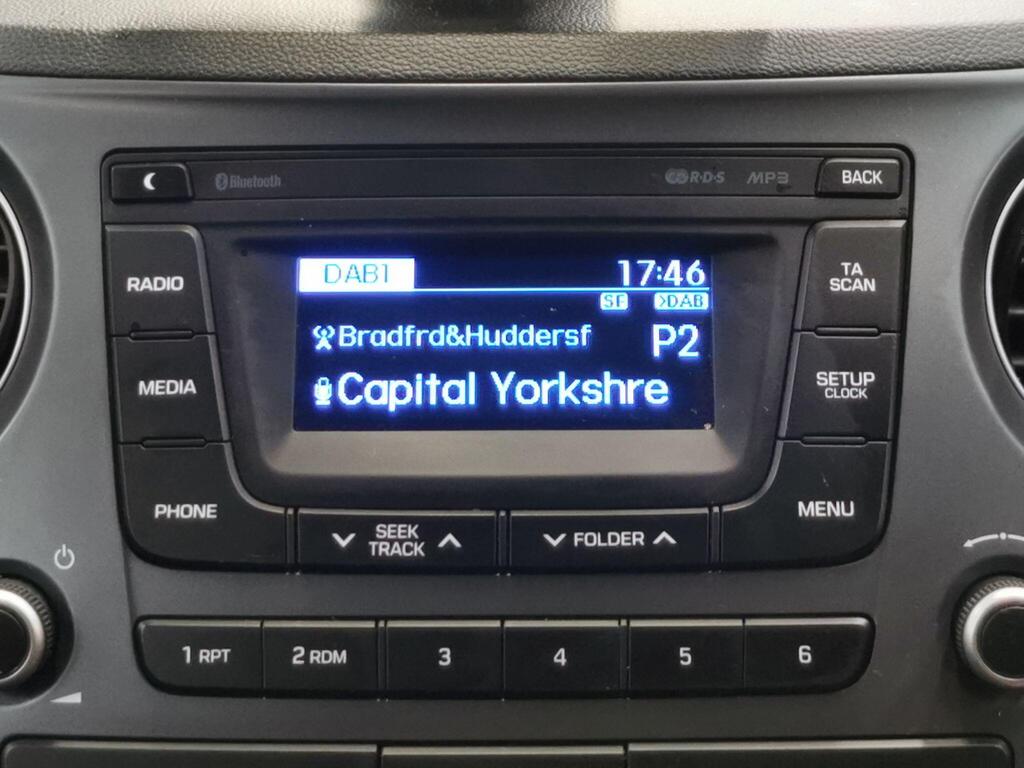 Bluetooth
R·D·S
MP3
BACK
RADIO
DAB1
17:46
TA
SCAN
SF
>DAB
Bradfrd&Huddersf
P2
MEDIA
Capital Yorkshre
SETUP
CLOCK
PHONE
SEEK
TRACK
FOLDER
MENU
1 RPT
2 RDM
3
4
5
6